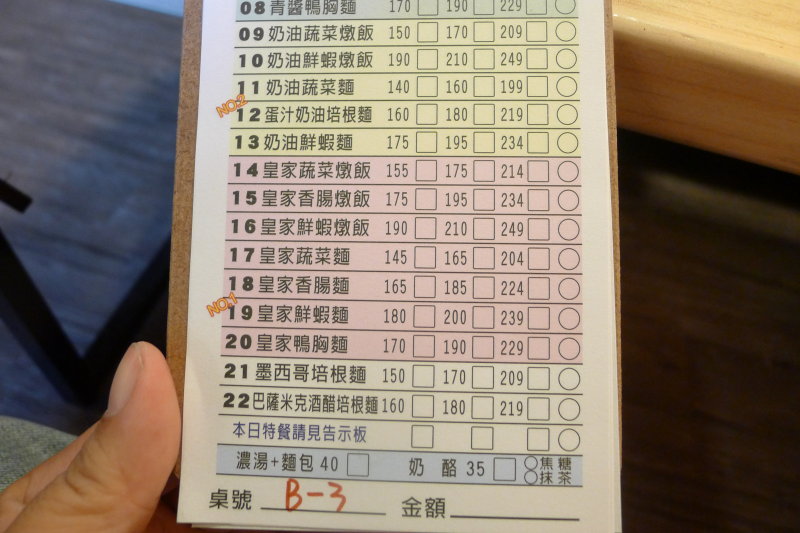 08 青醬鴨胸麵 170 190 229
09 奶油蔬菜燉飯 150 170 209
10 奶油鮮蝦燉飯 190 210 249
11 奶油蔬菜麵 140 160 199
NO.2
12 蛋汁奶油培根麵 160 180 219
13 奶油鮮蝦麵 175 195 234
14 皇家蔬菜燉飯 155 175 214
15 皇家香腸燉飯 175 195 234
16 皇家鮮蝦燉飯 190 210 249
17 皇家蔬菜麵 145 165 204
18 皇家香腸麵 165 185 224
NO.1
19 皇家鮮蝦麵 180 200 239
20 皇家鴨胸麵 170 190 229
21 墨西哥培根麵 150 170 209
22 巴薩米克酒醋培根麵 160 180 219
本日特餐請見告示板
濃湯+麵包 40 奶酪 35 焦糖
抹茶
桌號 B-3 金額